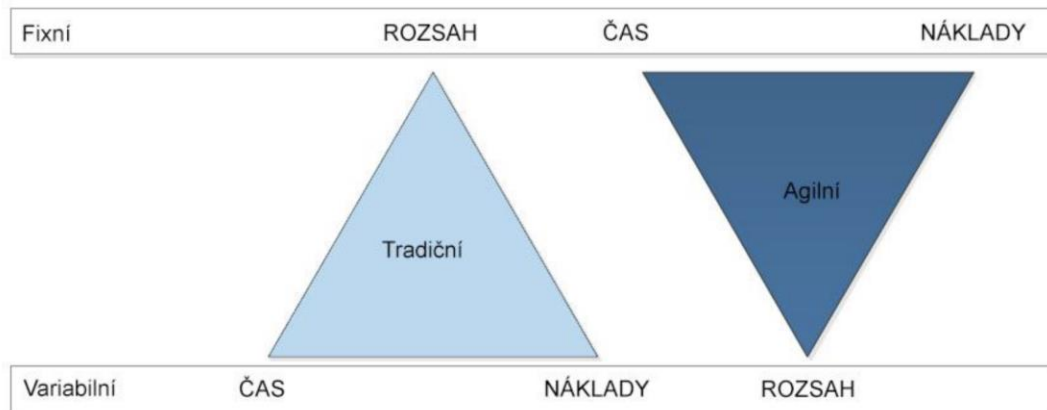 Fixní ROZSAH ČAS NÁKLADY
Agilní
Tradiční
Variabilní ČAS NÁKLADY ROZSAH